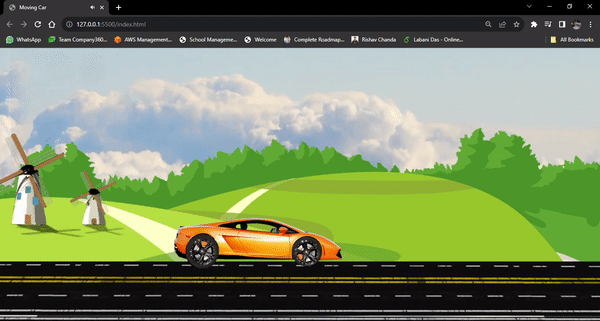 Moving Car
127.0.0.1:5500/index.html
WhatsApp
Team Company360...
AWS Management...
School Manageme...
Welcome
Complete Roadmap...
Rishav Chanda
Labani Das - Online...
All Bookmarks